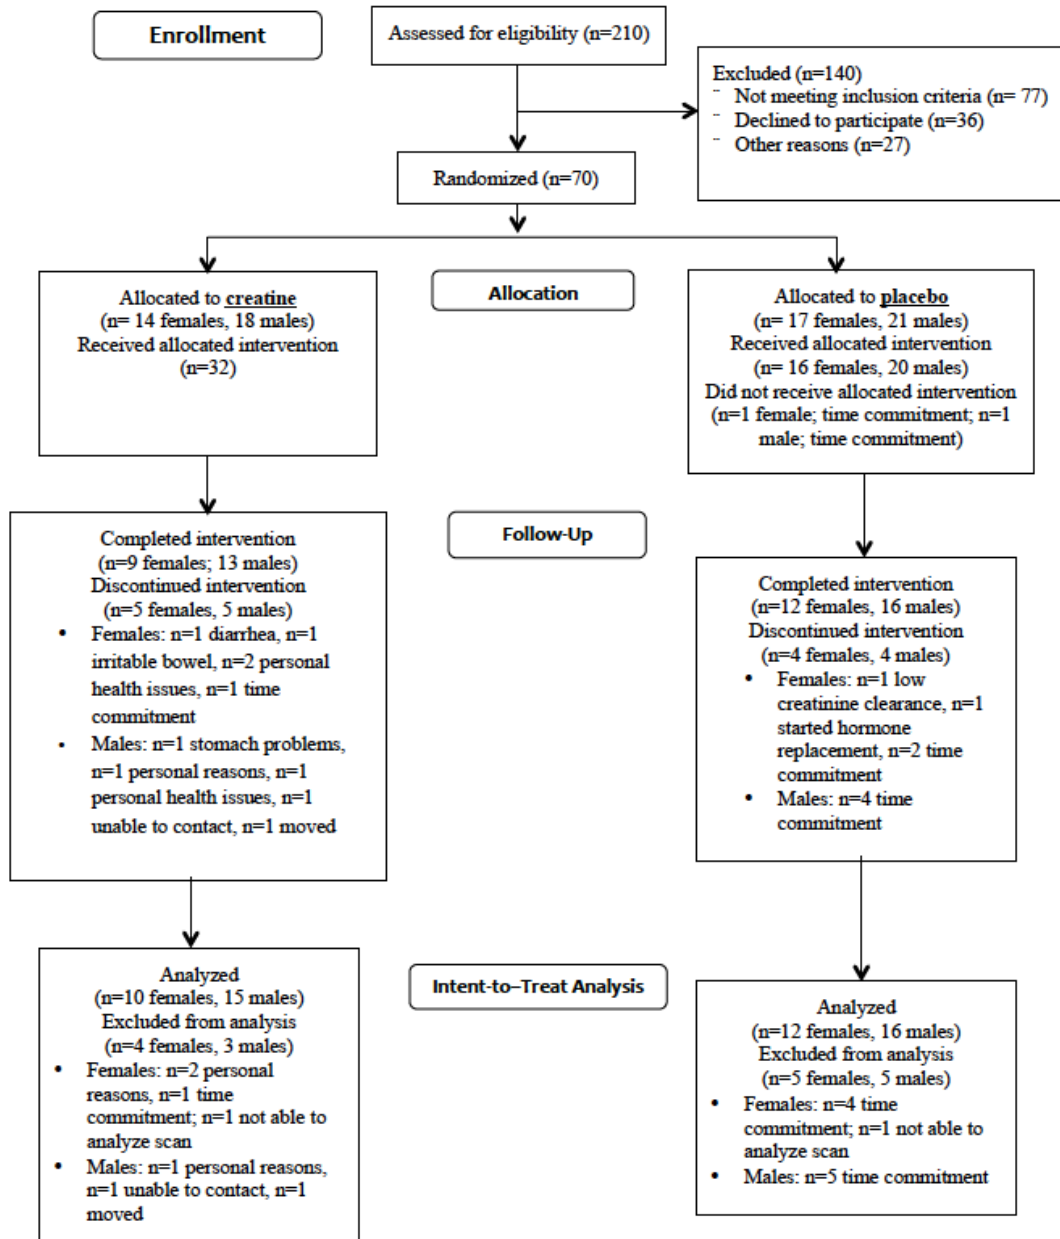 Enrollment
Assessed for eligibility (n=210)
Excluded (n=140)
¨ Not meeting inclusion criteria (n= 77)
¨ Declined to participate (n=36)
¨ Other reasons (n=27)
Randomized (n=70)
Allocation
Allocated to creatine
(n= 14 females, 18 males)
Received allocated intervention
(n=32)
Allocated to placebo
(n= 17 females, 21 males)
Received allocated intervention
(n= 16 females, 20 males)
Did not receive allocated intervention
(n=1 female; time commitment; n=1
male; time commitment)
Follow-Up
Completed intervention
(n=9 females; 13 males)
Discontinued intervention
(n=5 females, 5 males)
• Females: n=1 diarrhea, n=1
irritable bowel, n=2 personal
health issues, n=1 time
commitment
• Males: n=1 stomach problems,
n=1 personal reasons, n=1
personal health issues, n=1
unable to contact, n=1 moved
Completed intervention
(n=12 females, 16 males)
Discontinued intervention
(n=4 females, 4 males)
• Females: n=1 low
creatinine clearance, n=1
started hormone
replacement, n=2 time
commitment
• Males: n=4 time
commitment
Intent-to–Treat Analysis
Analyzed
(n=10 females, 15 males)
Excluded from analysis
(n=4 females, 3 males)
• Females: n=2 personal
reasons, n=1 time
commitment; n=1 not able to
analyze scan
• Males: n=1 personal reasons,
n=1 unable to contact, n=1
moved
Analyzed
(n=12 females, 16 males)
Excluded from analysis
(n=5 females, 5 males)
• Females: n=4 time
commitment; n=1 not able to
analyze scan
• Males: n=5 time commitment